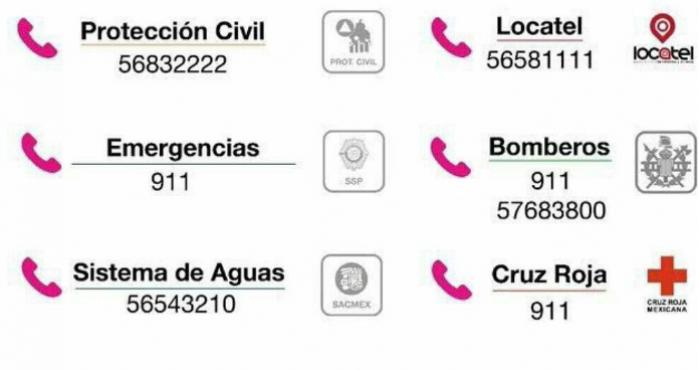 Protección Civil
56832222
PROT. CIVIL
Locatel
56581111
locatel
Emergencias
911
SSP
Bomberos
911
57683800
Sistema de Aguas
56543210
SACMEX
Cruz Roja
911
CRUZ ROJA
MEXICANA